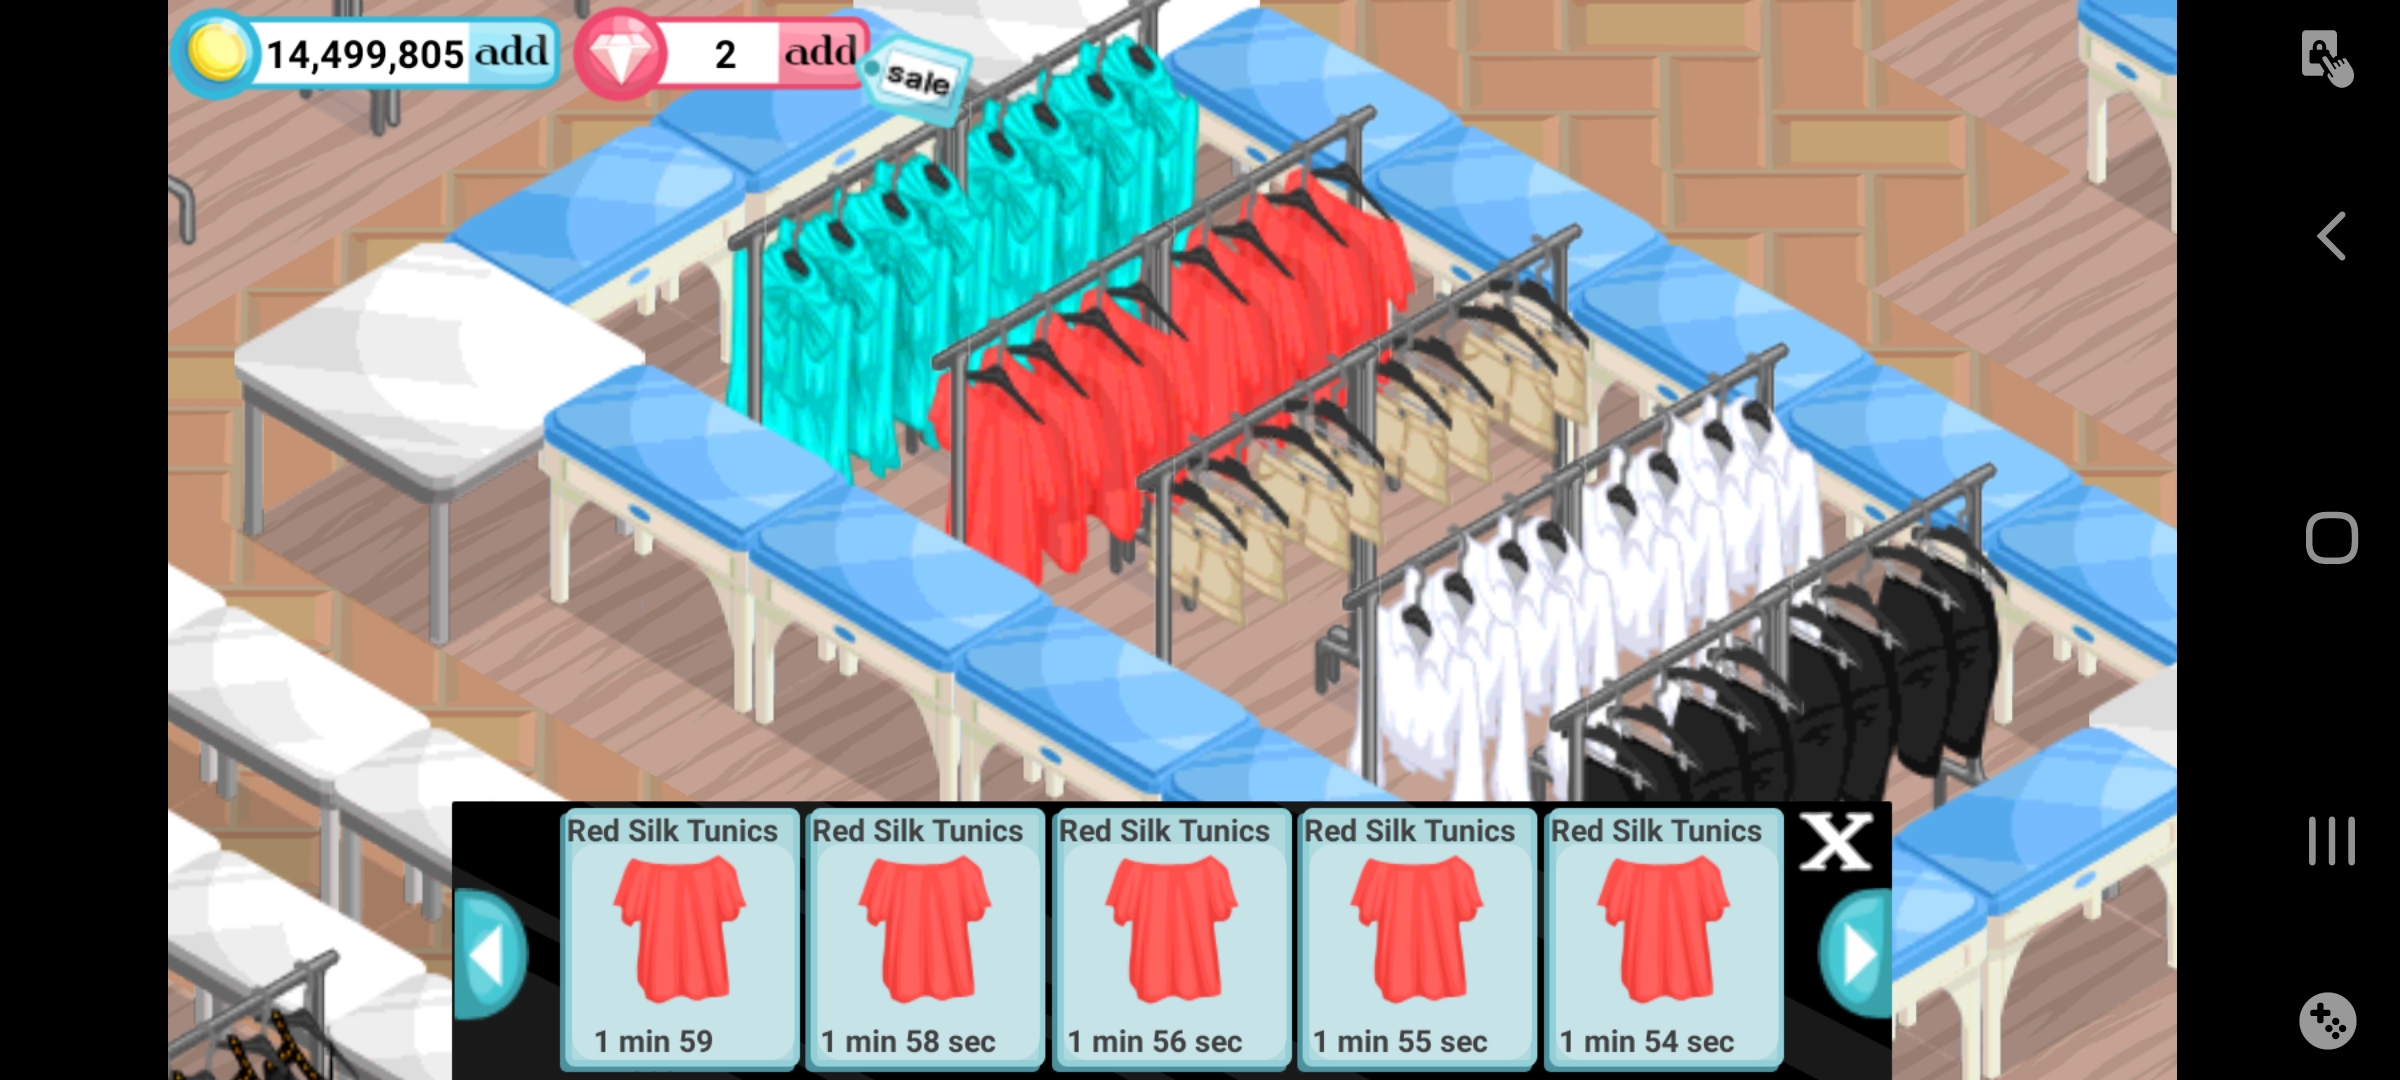 14,499,805 add
2 add
sale
Red Silk Tunics
1 min 59
Red Silk Tunics
1 min 58 sec
Red Silk Tunics
1 min 56 sec
Red Silk Tunics
1 min 55 sec
Red Silk Tunics
1 min 54 sec
X